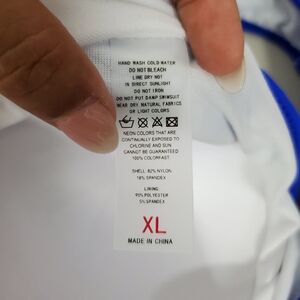 HAND WASH COLD WATER
DO NOT BLEACH
LINE DRY NOT
IN DIRECT SUNLIGHT
DO NOT IRON
DO NOT PUT DAMP SWIMSUIT
NEAR DRY, NATURAL FABRICS
OR LIGHT COLORS
NEON COLORS THAT ARE
CONTINUALLY EXPOSED TO
CHLORINE AND SUN
CANNOT BE GUARANTEED
100% COLORFAST
SHELL: 82% NYLON
18% SPANDEX
LINING
95% POLYESTER
5% SPANDEX
XL
MADE IN CHINA